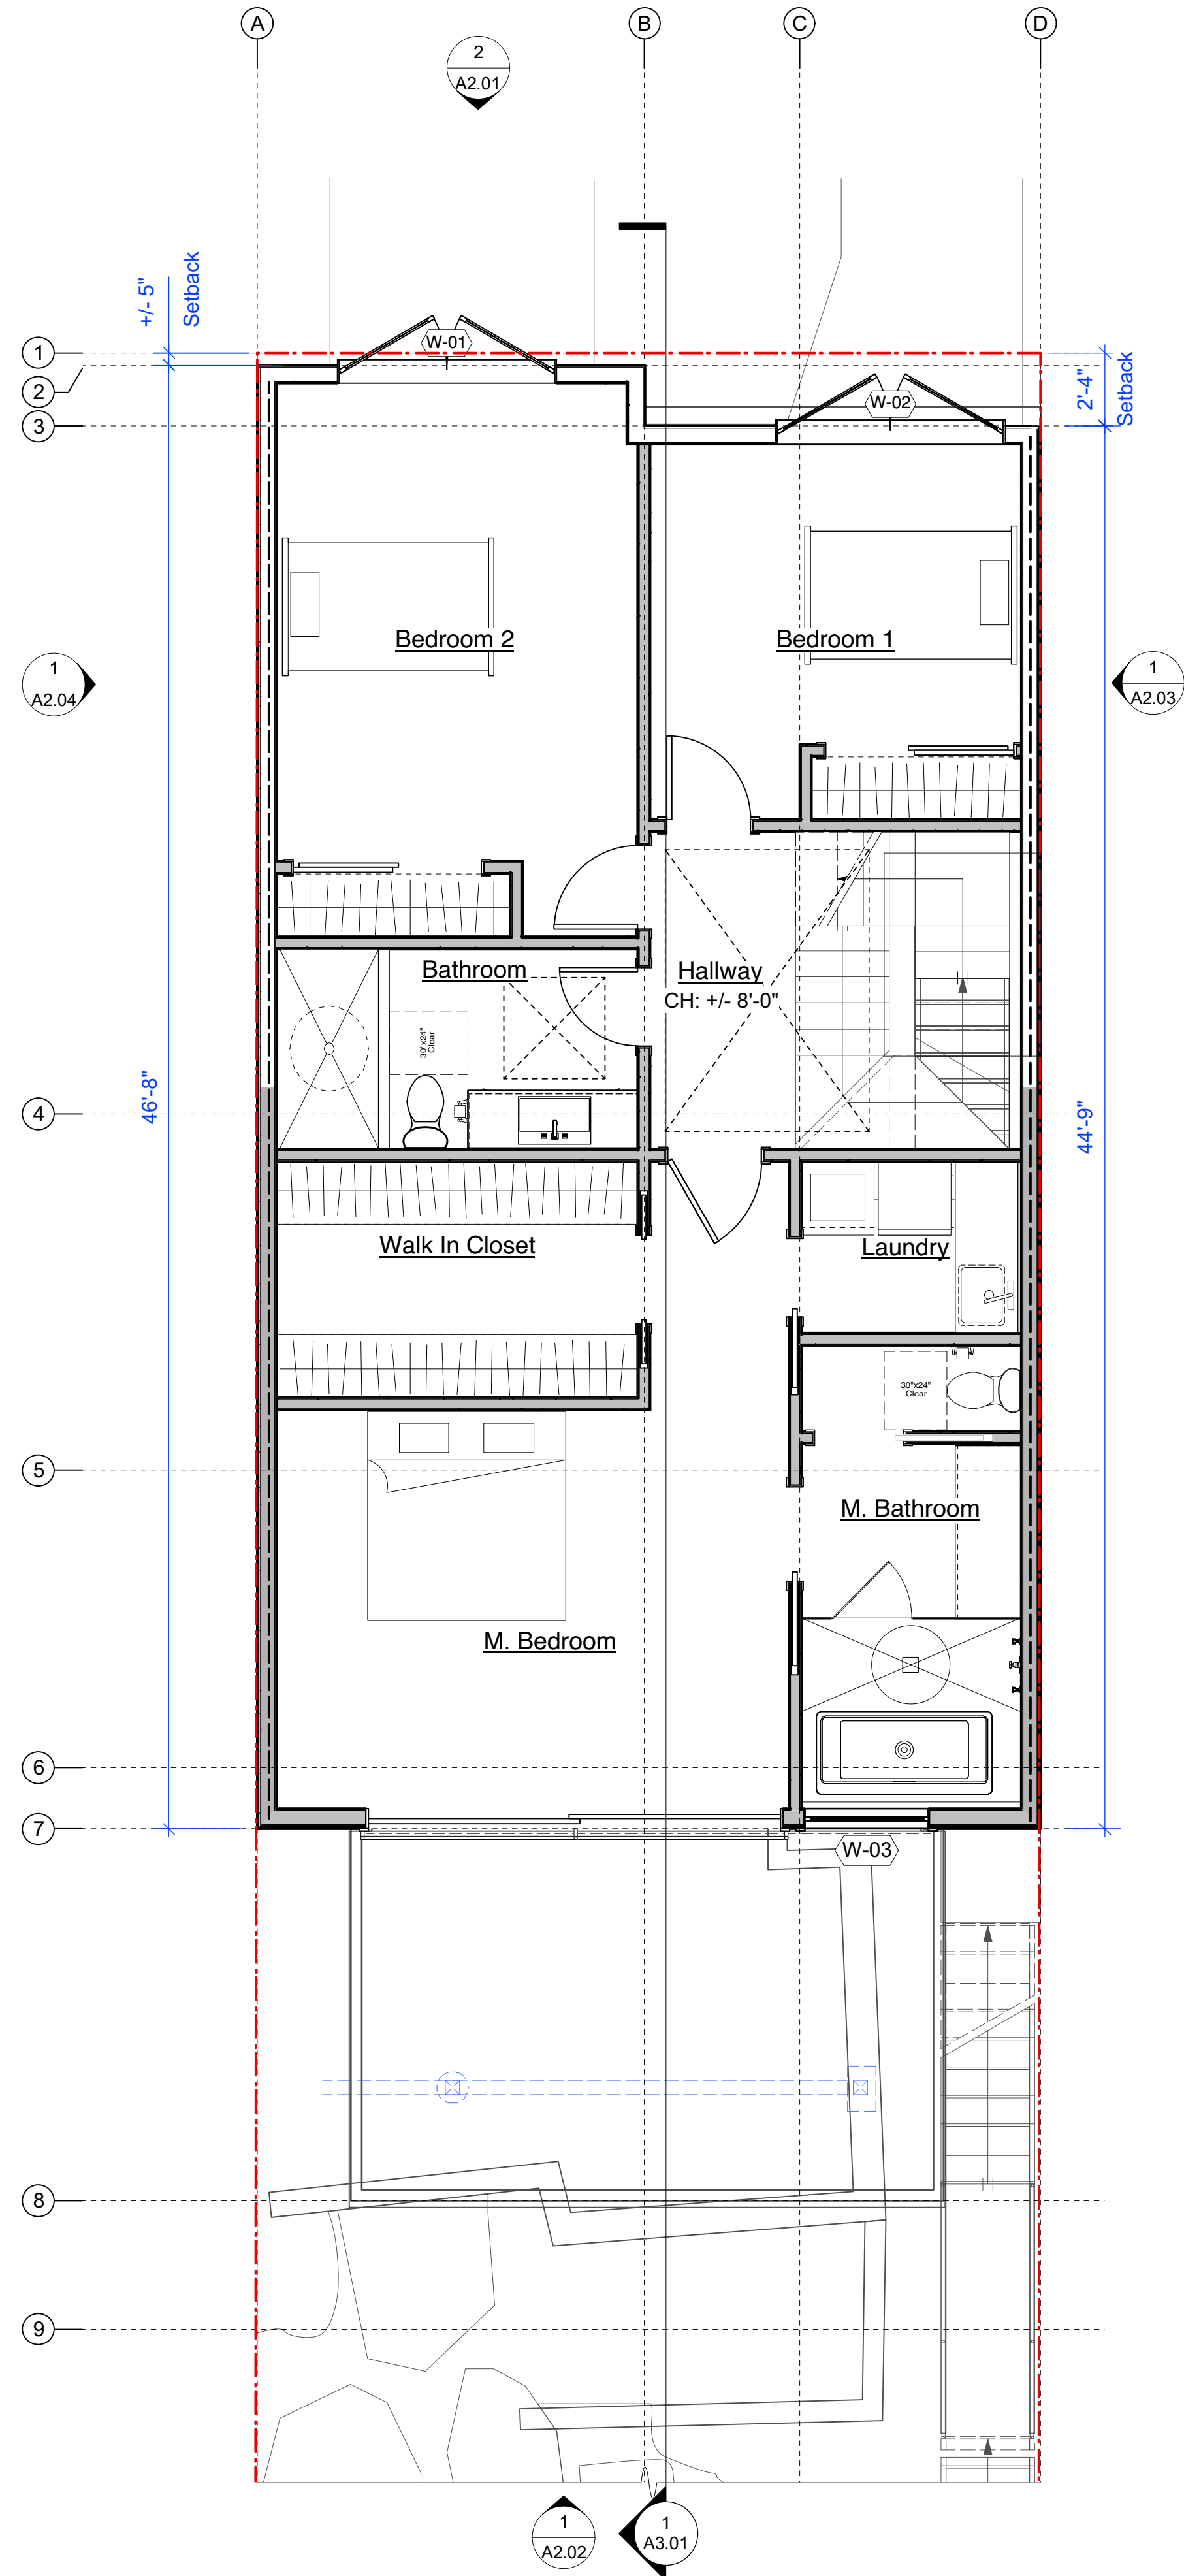 A
B
C
D
2
A2.01
+/- 5"
Setback
W-01
1
2
3
W-02
2'-4"
Setback
Bedroom 2
Bedroom 1
1
A2.04
1
A2.03
Bathroom
Hallway
CH: +/- 8'-0"
30"x24"
Clear
46'-8"
4
44'-9"
Walk In Closet
Laundry
30"x24"
Clear
5
M. Bathroom
M. Bedroom
6
7
W-03
8
9
1
A2.02
1
A3.01